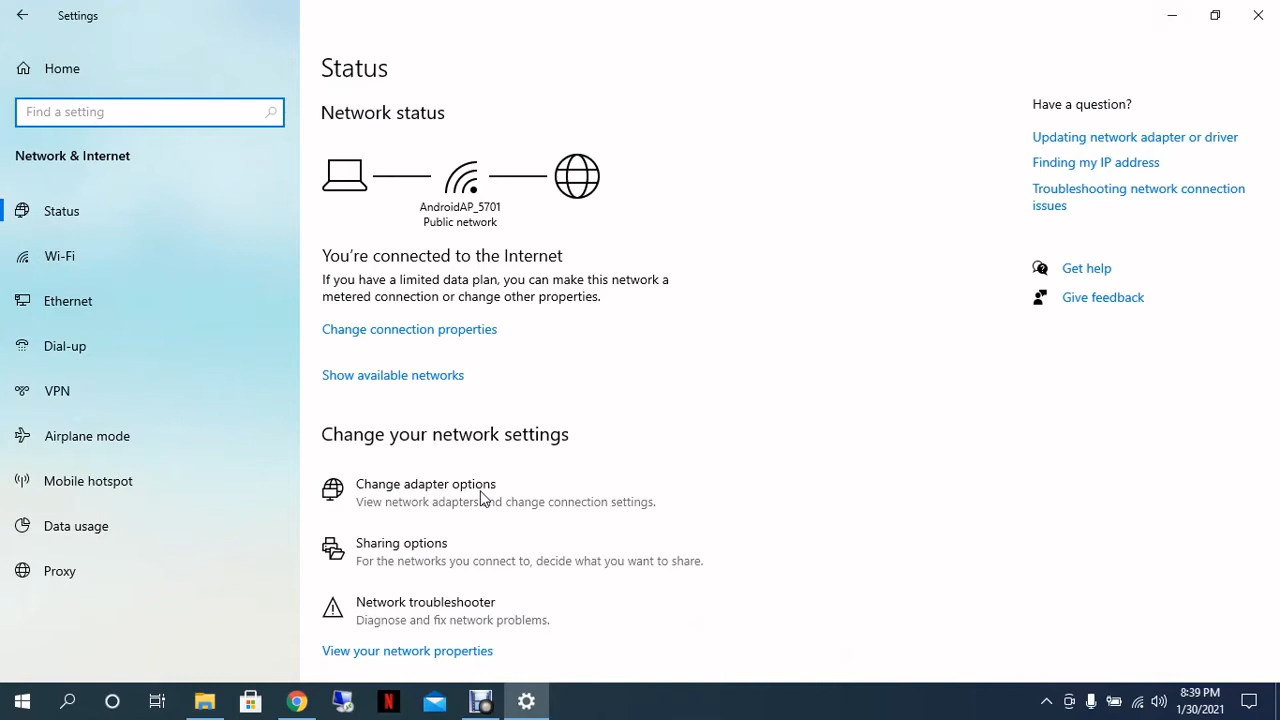 Settings
Home
Find a setting
Network & Internet
Status
Wi-Fi
Ethernet
Dial-up
VPN
Airplane mode
Mobile hotspot
Data usage
Proxy
Status
Network status
AndroidAP_5701
Public network
You're connected to the Internet
If you have a limited data plan, you can make this network a
metered connection or change other properties.
Change connection properties
Show available networks
Change your network settings
Change adapter options
View network adapters and change connection settings.
Sharing options
For the networks you connect to, decide what you want to share.
Network troubleshooter
Diagnose and fix network problems.
View your network properties
Have a question?
Updating network adapter or driver
Finding my IP address
Troubleshooting network connection
issues
Get help
Give feedback
N
8:39 PM
1/30/2021